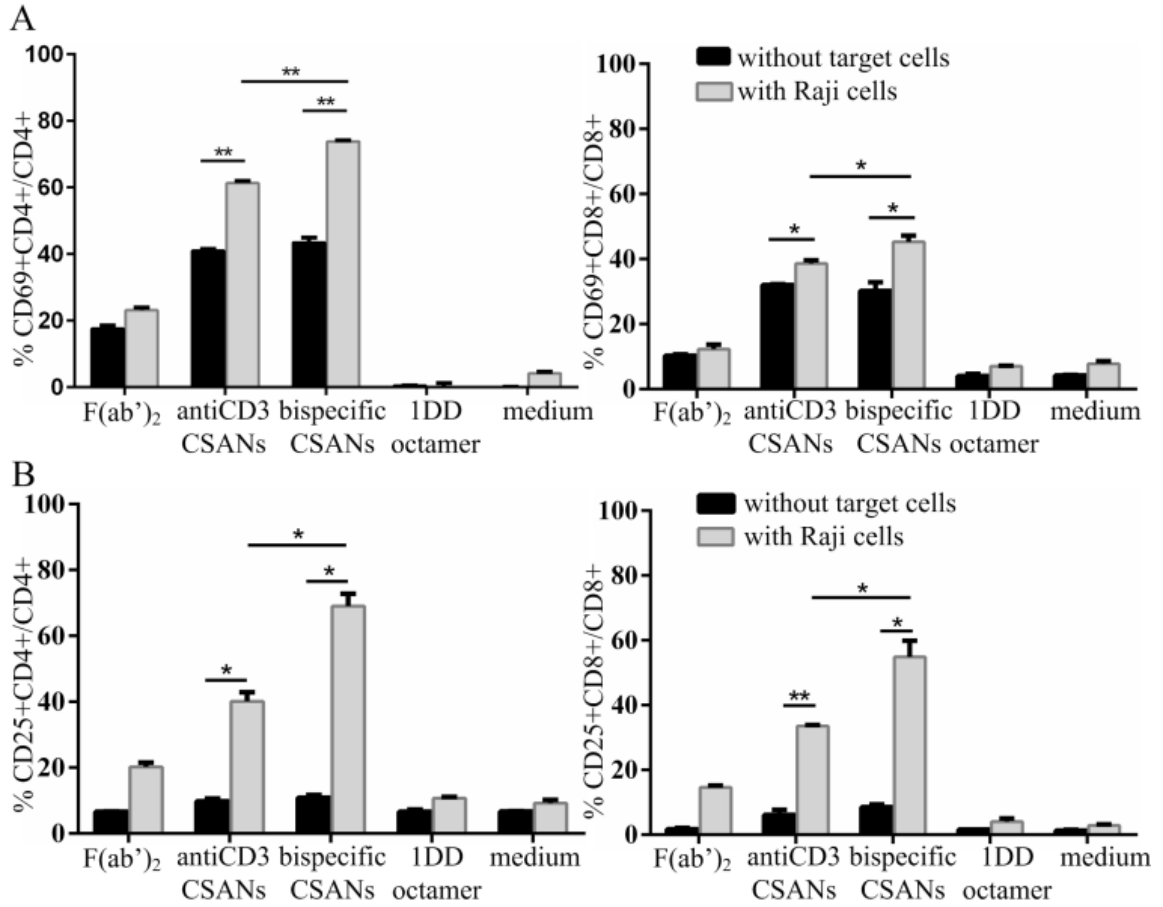 A
100
80
60
40
20
0
% CD69+CD4+/CD4+
**
**
**
F(ab’)₂ antiCD3 bispecific 1DD medium
CSANs CSANs octamer
100
80
60
40
20
0
% CD69+CD8+/CD8+
without target cells
with Raji cells
*
*
*
F(ab’)₂ antiCD3 bispecific 1DD medium
CSANs CSANs octamer
B
100
80
60
40
20
0
% CD25+CD4+/CD4+
*
*
*
F(ab’)₂ antiCD3 bispecific 1DD medium
CSANs CSANs octamer
100
80
60
40
20
0
% CD25+CD8+/CD8+
without target cells
with Raji cells
*
*
**
F(ab’)₂ antiCD3 bispecific 1DD medium
CSANs CSANs octamer